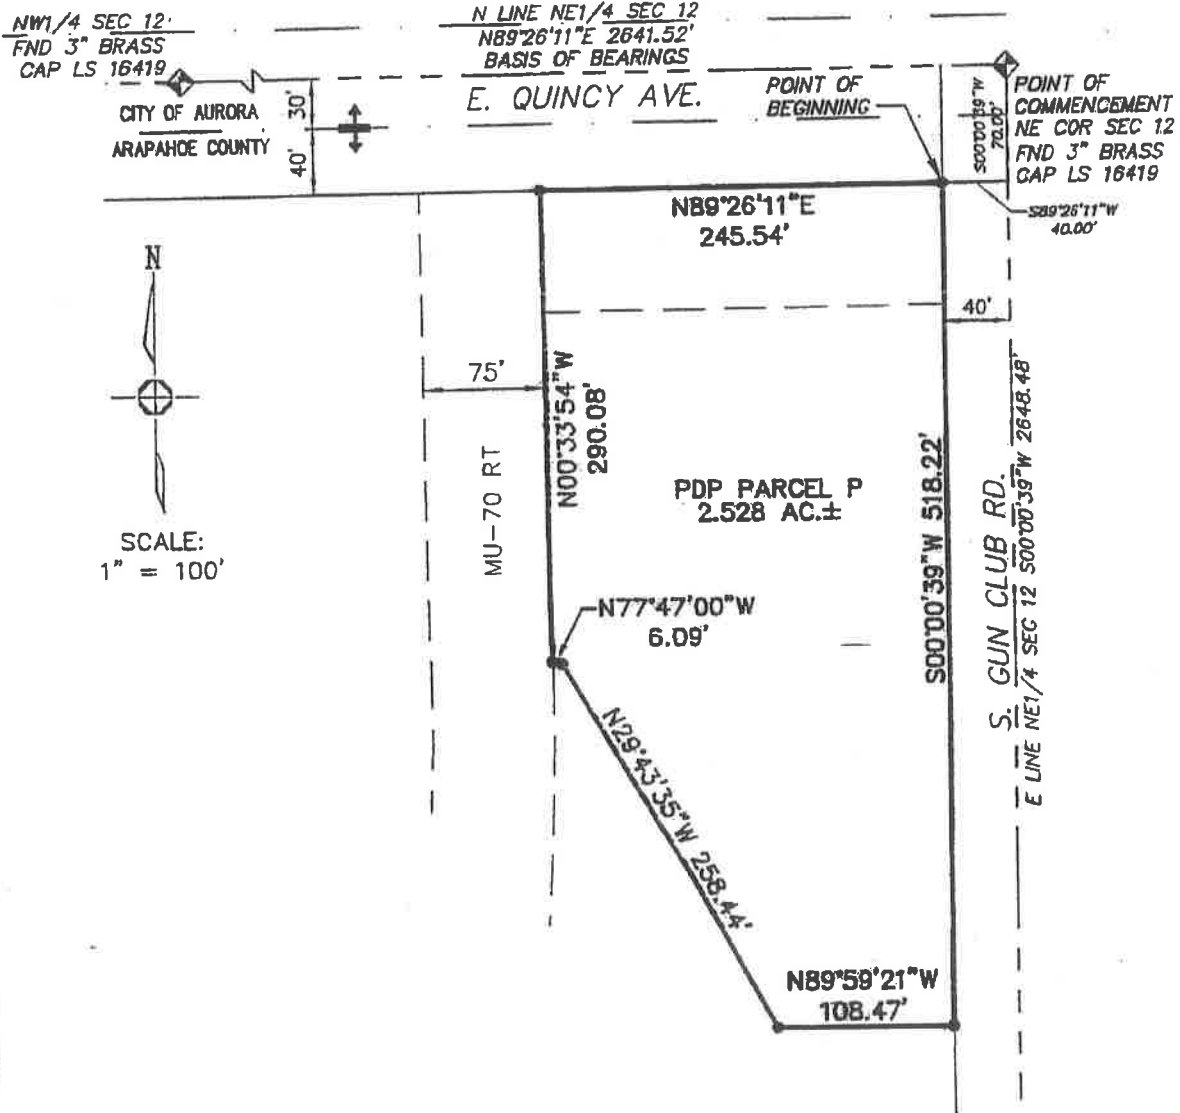 NW1/4 SEC 12
FND 3" BRASS
CAP LS 16419
N LINE NE1/4 SEC 12
N89°26'11"E 2641.52'
BASIS OF BEARINGS
E. QUINCY AVE.
POINT OF
BEGINNING
POINT OF
COMMENCEMENT
NE COR SEC 12
FND 3" BRASS
CAP LS 16419
CITY OF AURORA
ARAPAHOE COUNTY
30'
40'
S00°00'39"W
70.00'
S89°26'11"W
40.00'
N89°26'11"E
245.54'
N
40'
75'
N00°33'54"W
290.08'
MU-70 RT
PDP PARCEL P
2.528 AC.±
S00°00'39"W 518.22'
S. GUN CLUB RD.
E LINE NE1/4 SEC 12 S00°00'39"W 2648.48'
SCALE:
1" = 100'
N77°47'00"W
6.09'
N29°43'35"W 258.44'
N89°59'21"W
108.47'